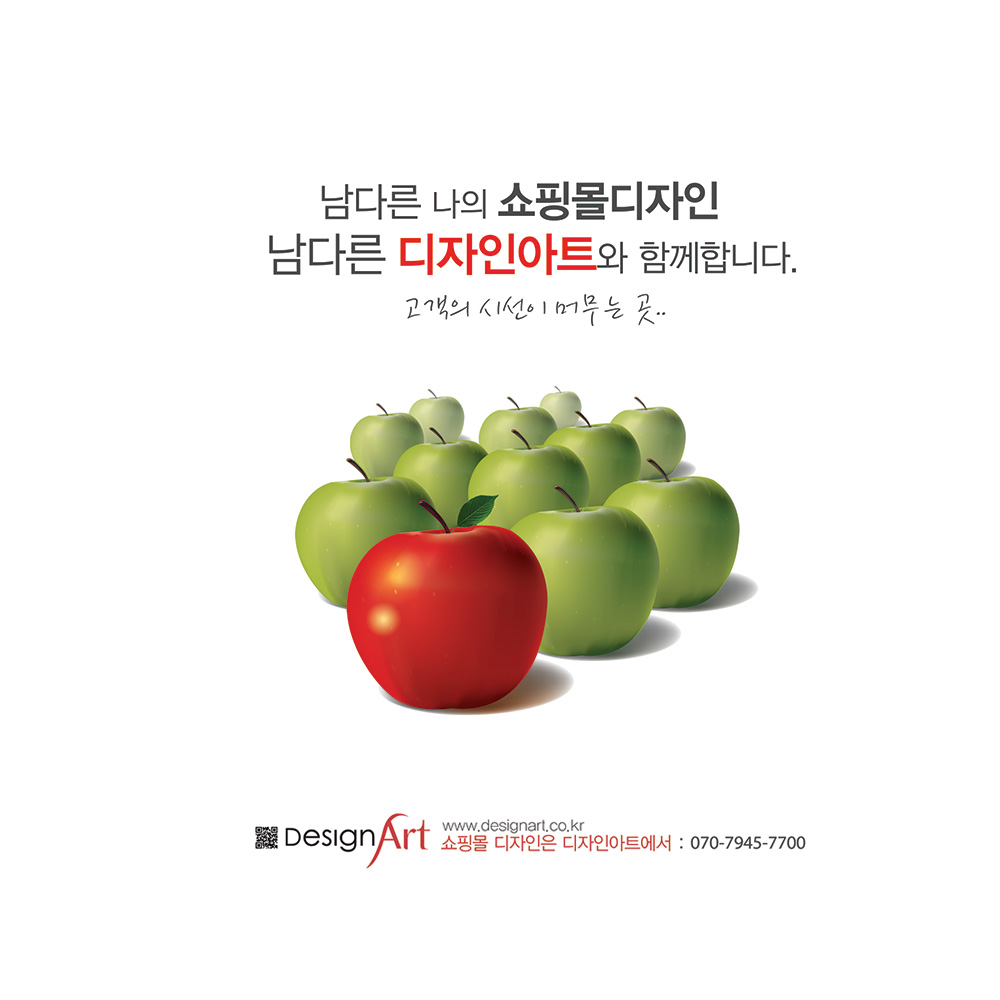 남다른 나의 쇼핑몰디자인
남다른 디자인아트와 함께합니다.
고객의 시선이 머무는 곳..
DesignArt
www.designart.co.kr
쇼핑몰 디자인은 디자인아트에서 : 070-7945-7700